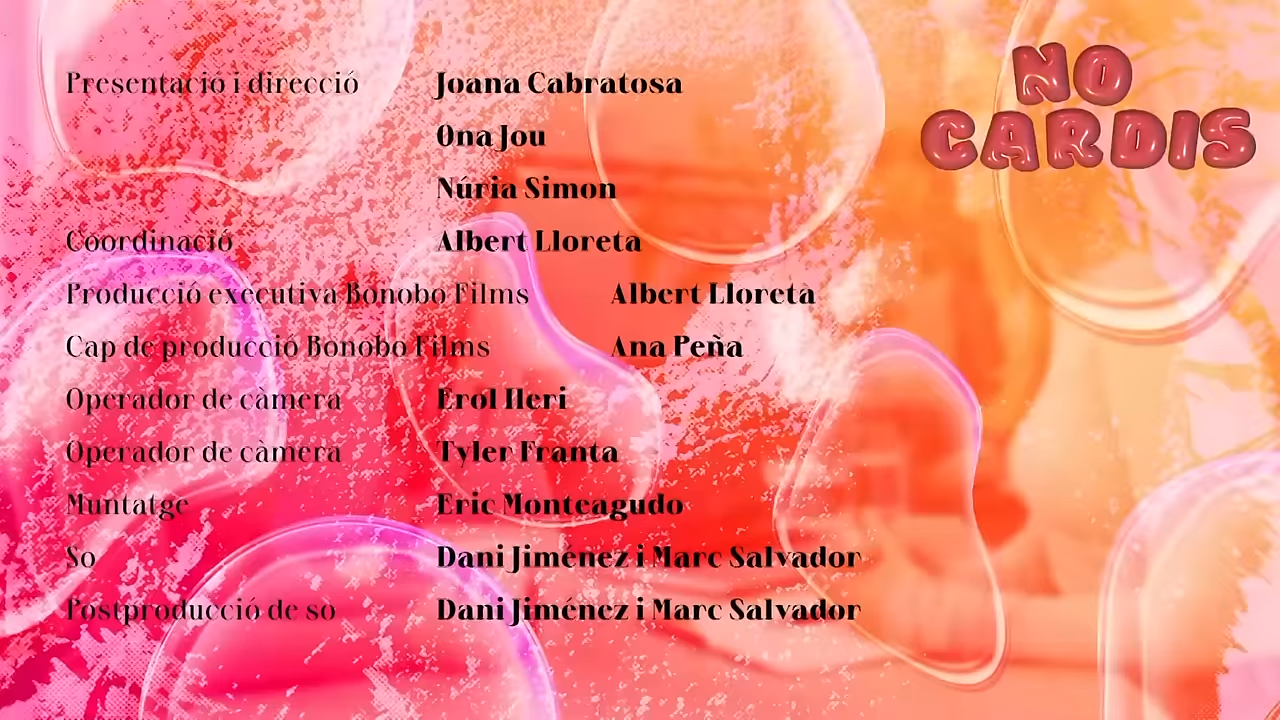 Presentació i direcció Joana Cabratosa
Ona Jou
Núria Simon
Coordinació Albert Lloreta
Producció executiva Bonobo Films Albert Lloreta
Cap de producció Bonobo Films Ana Peña
Operador de càmera Erol Ileri
Operador de càmera Tyler Franta
Muntatge Eric Monteagudo
So Dani Jiménez i Marc Salvador
Postproducció de so Dani Jiménez i Marc Salvador
NO
CARDIS